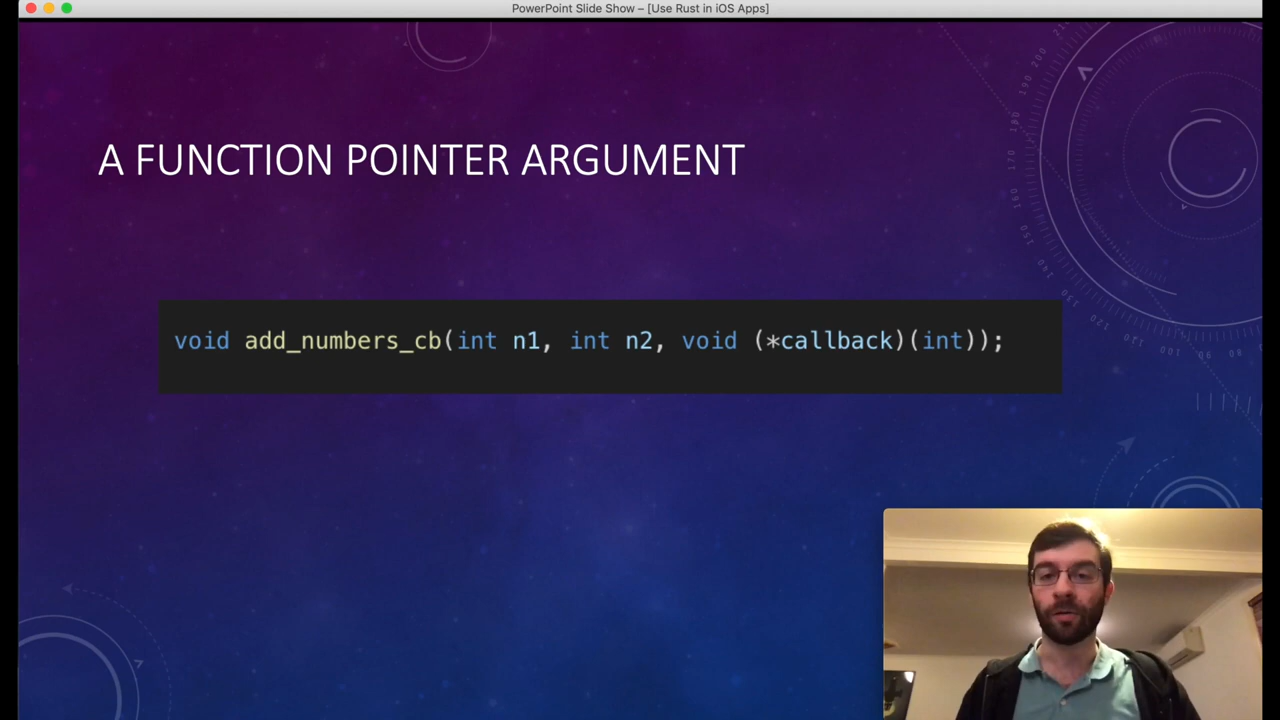 PowerPoint Slide Show – [Use Rust in iOS Apps]
A FUNCTION POINTER ARGUMENT
void add_numbers_cb(int n1, int n2, void (*callback)(int));